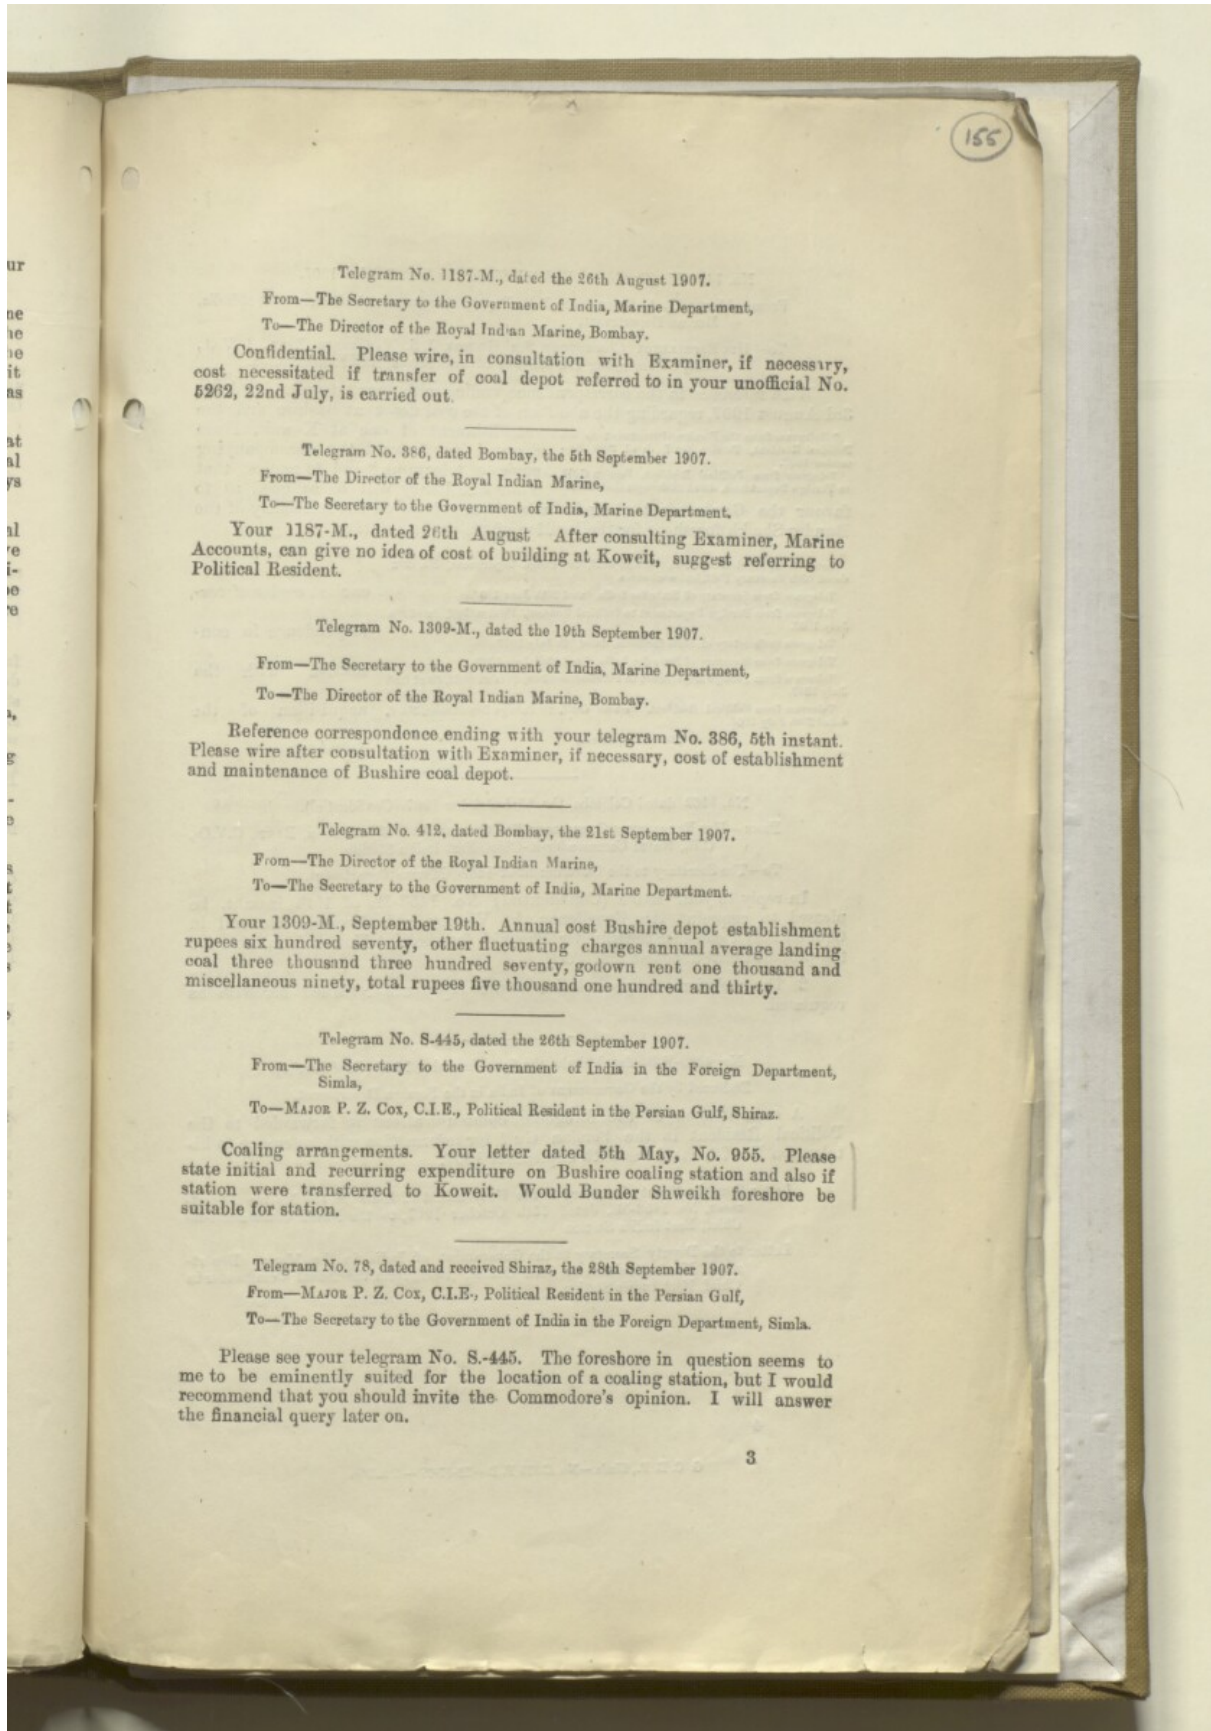 155
ur
ne
ne
ne
it
as
at
al
ys
al
re
i-
be
re
Telegram No. 1187-M., dated the 26th August 1907.
From—The Secretary to the Government of India, Marine Department,
To—The Director of the Royal Indian Marine, Bombay.
Confidential. Please wire, in consultation with Examiner, if necessary,
cost necessitated if transfer of coal depot referred to in your unofficial No.
5262, 22nd July, is carried out.
Telegram No. 386, dated Bombay, the 5th September 1907.
From—The Director of the Royal Indian Marine,
To—The Secretary to the Government of India, Marine Department.
Your 1187-M., dated 26th August After consulting Examiner, Marine
Accounts, can give no idea of cost of building at Koweit, suggest referring to
Political Resident.
Telegram No. 1309-M., dated the 19th September 1907.
From—The Secretary to the Government of India, Marine Department,
To—The Director of the Royal Indian Marine, Bombay.
Reference correspondence ending with your telegram No. 386, 5th instant.
Please wire after consultation with Examiner, if necessary, cost of establishment
and maintenance of Bushire coal depot.
Telegram No. 412, dated Bombay, the 21st September 1907.
From—The Director of the Royal Indian Marine,
To—The Secretary to the Government of India, Marine Department.
Your 1309-M., September 19th. Annual cost Bushire depot establishment
rupees six hundred seventy, other fluctuating charges annual average landing
coal three thousand three hundred seventy, godown rent one thousand and
miscellaneous ninety, total rupees five thousand one hundred and thirty.
Telegram No. S-445, dated the 26th September 1907.
From—The Secretary to the Government of India in the Foreign Department,
Simla,
To—MAJOR P. Z. COX, C.I.E., Political Resident in the Persian Gulf, Shiraz.
Coaling arrangements. Your letter dated 5th May, No. 955. Please
state initial and recurring expenditure on Bushire coaling station and also if
station were transferred to Koweit. Would Bunder Shweikh foreshore be
suitable for station.
Telegram No. 78, dated and received Shiraz, the 28th September 1907.
From—MAJOR P. Z. COX, C.I.E., Political Resident in the Persian Gulf,
To—The Secretary to the Government of India in the Foreign Department, Simla.
Please see your telegram No. S.-445. The foreshore in question seems to
me to be eminently suited for the location of a coaling station, but I would
recommend that you should invite the Commodore's opinion. I will answer
the financial query later on.
3